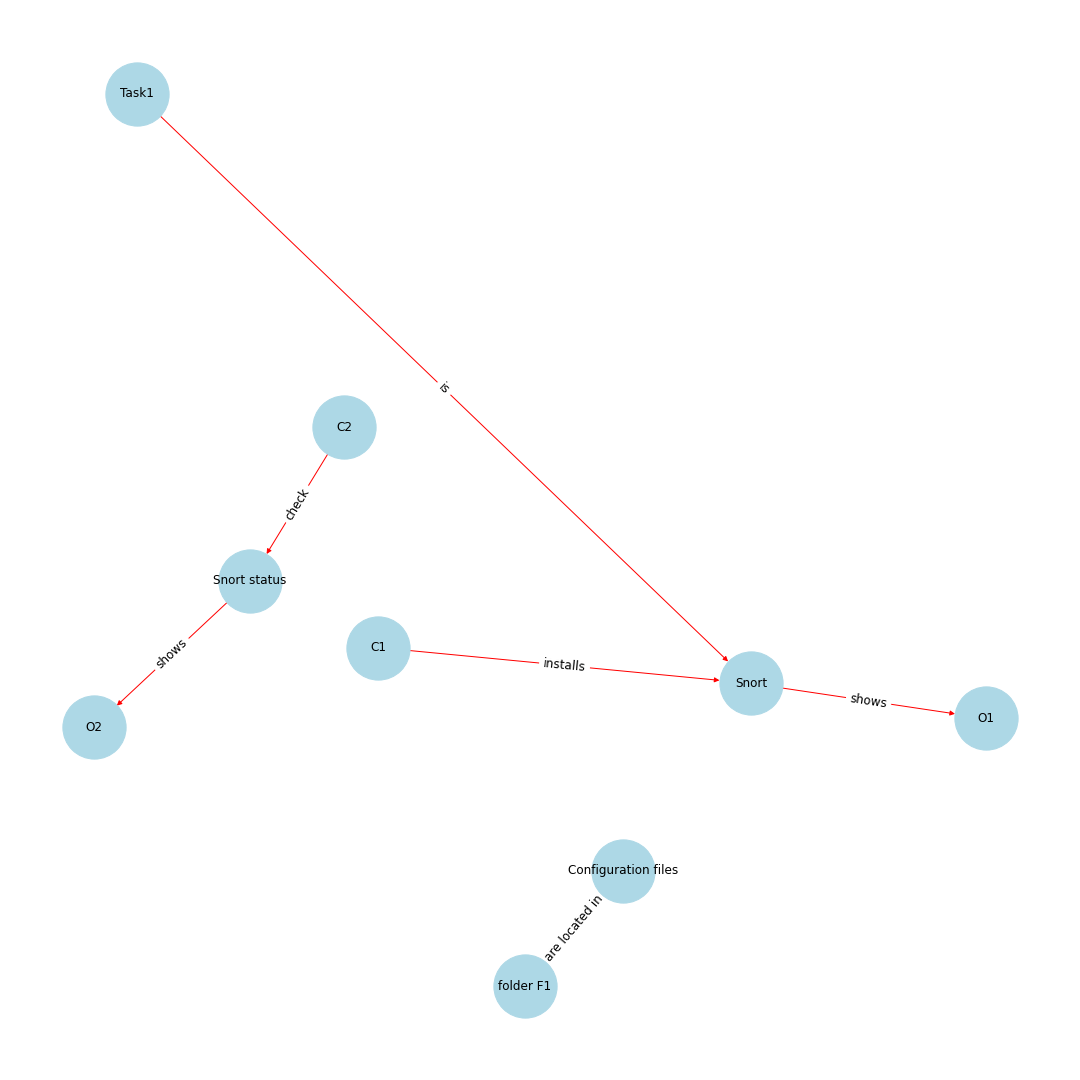 Task1
is
C2
check
Snort status
shows
C1
installs
Snort
shows
O1
O2
Configuration files
are located in
folder F1